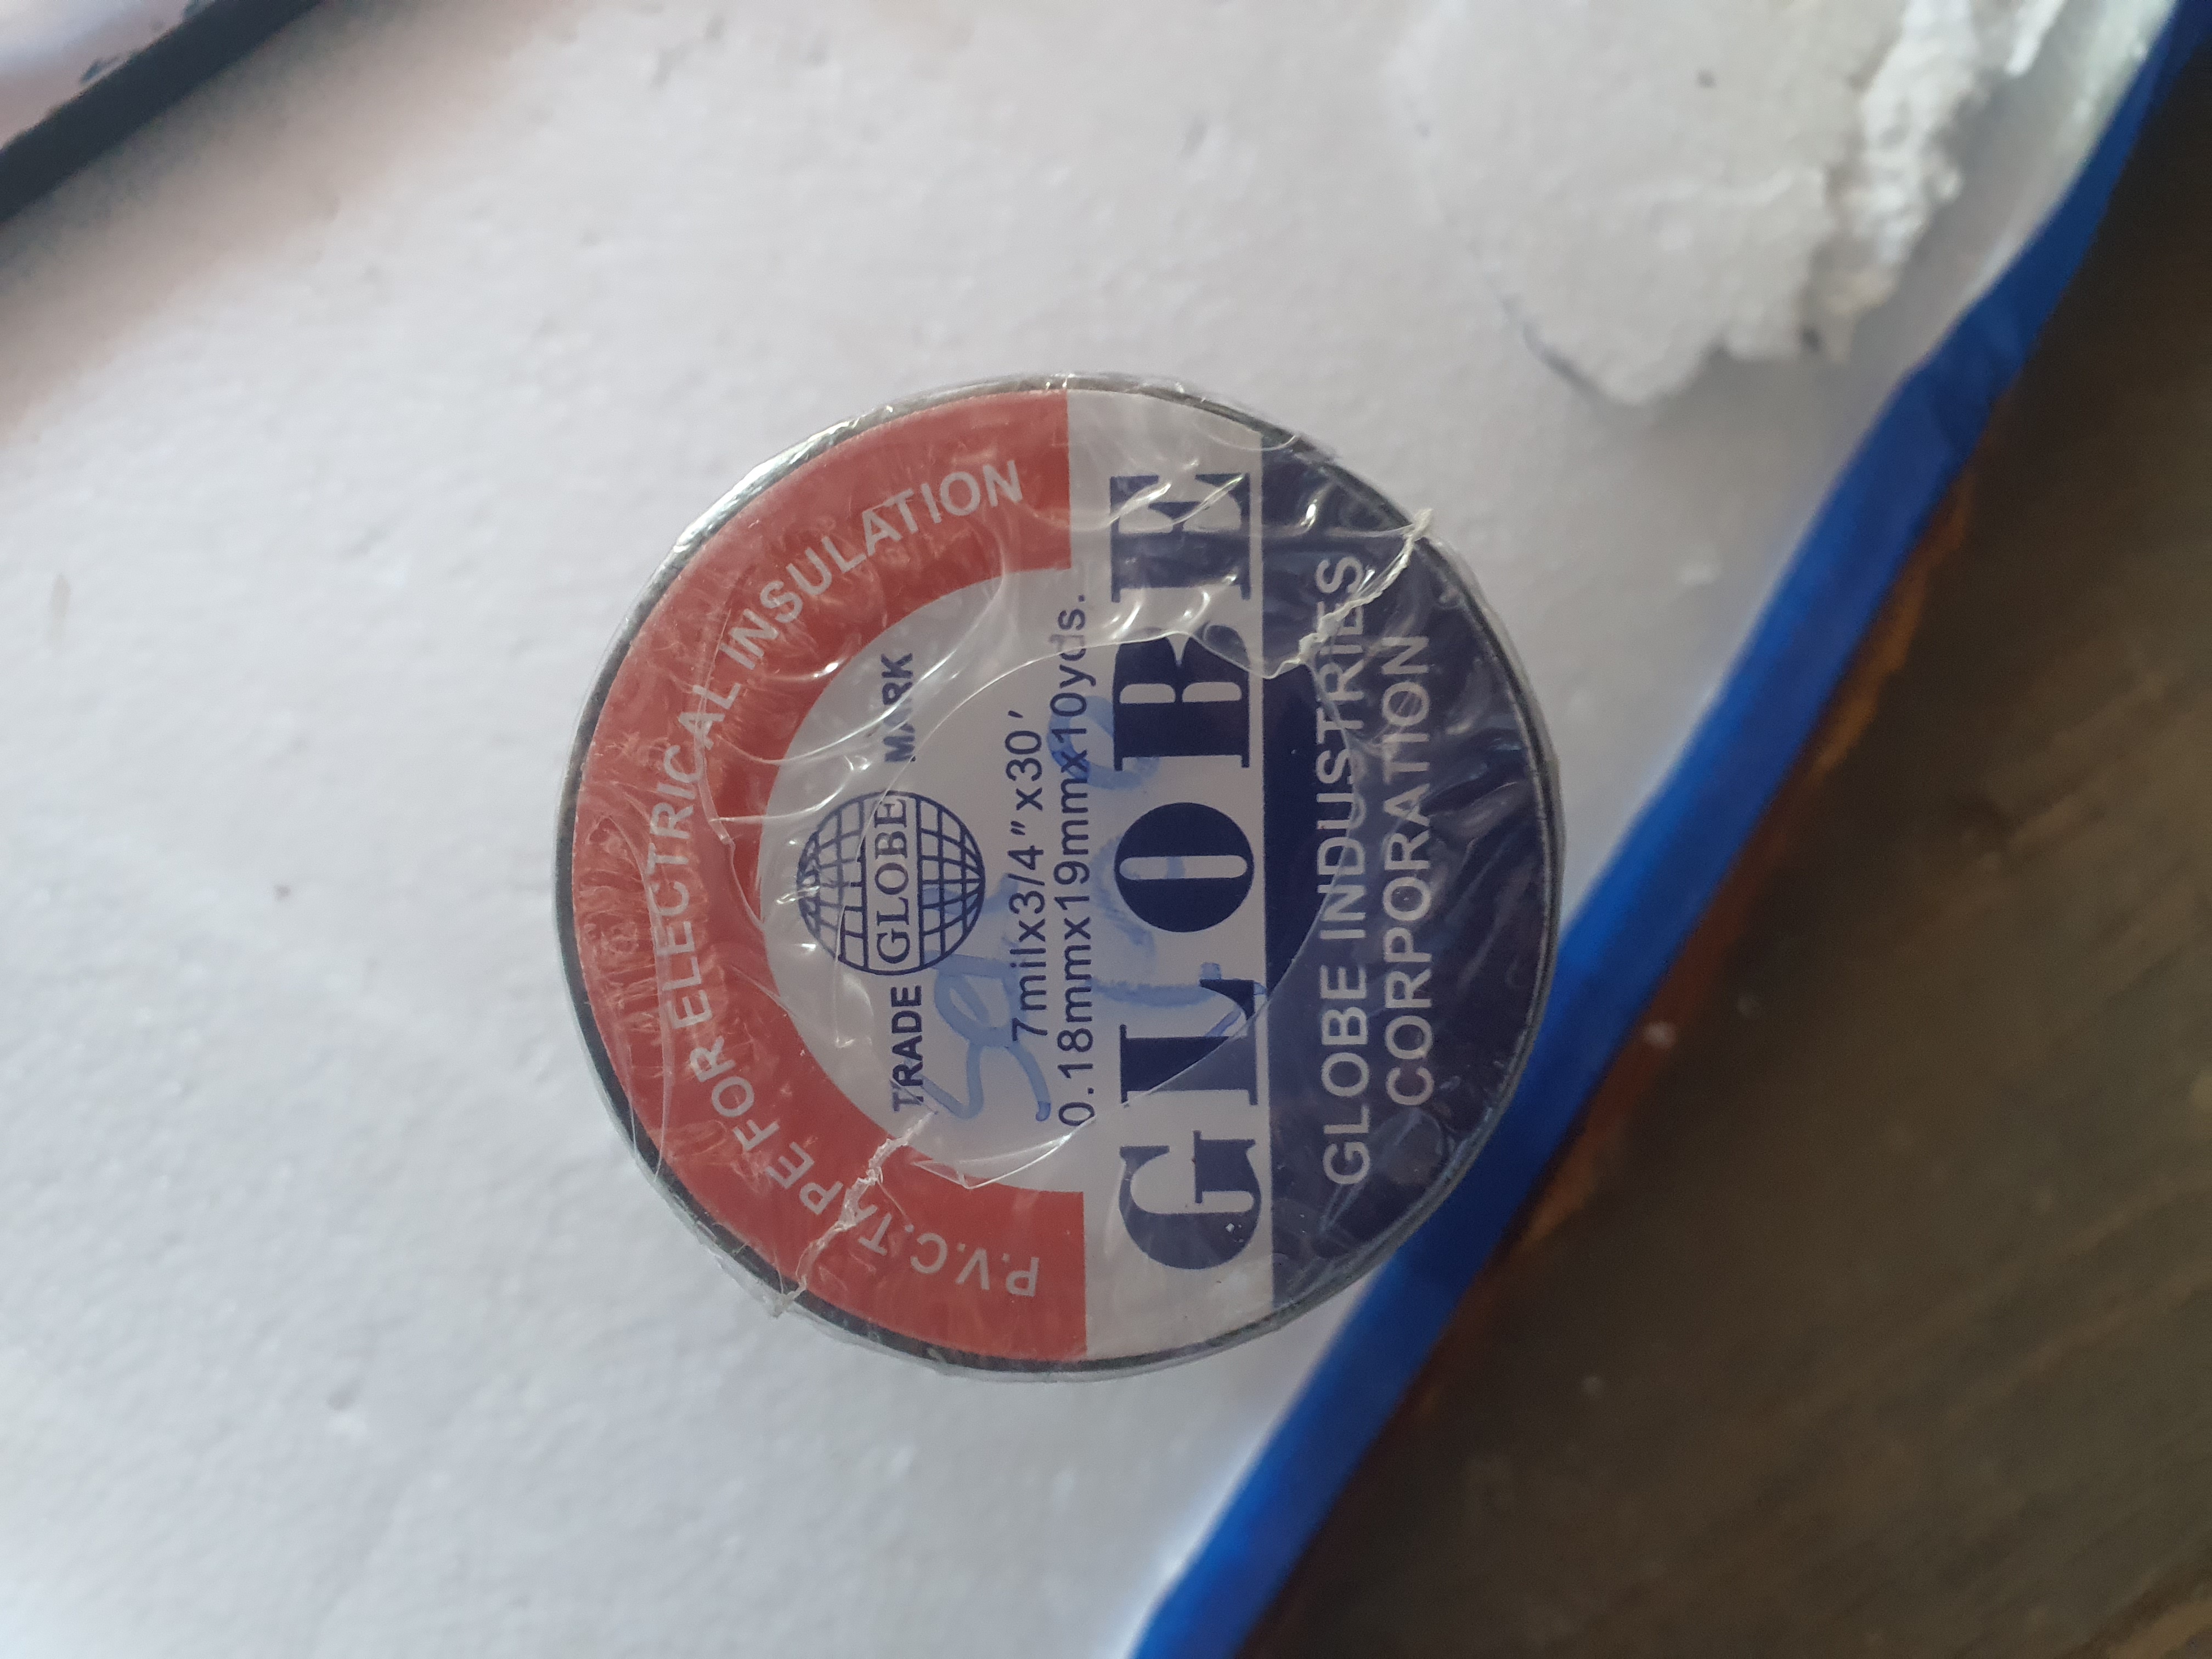 P.V.C. TAPE FOR ELECTRICAL INSULATION
TRADE GLOBE MARK
7milx3/4"x30'
0.18mmx19mmx10yds.
GLOBE
GLOBE INDUSTRIES
CORPORATION